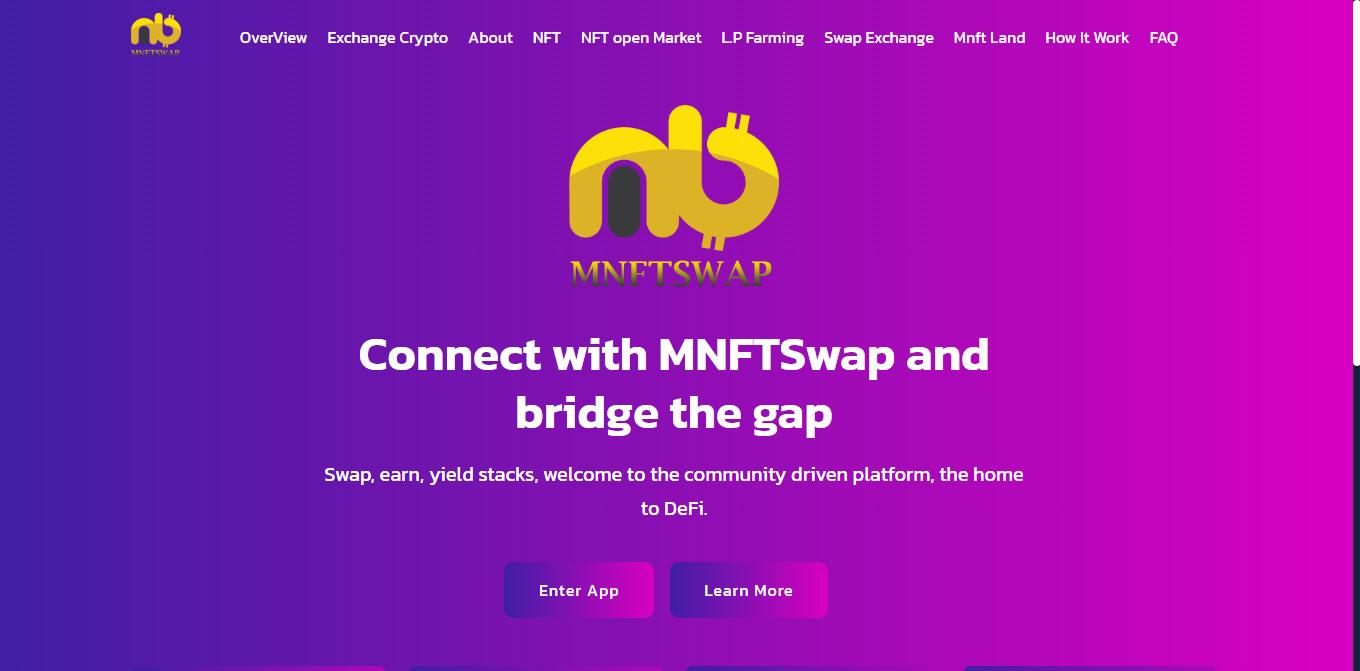 MNFTSWAP
OverView Exchange Crypto About NFT NFT open Market L.P Farming Swap Exchange Mnft Land How It Work FAQ
MNFTSWAP
Connect with MNFTSwap and
bridge the gap
Swap, earn, yield stacks, welcome to the community driven platform, the home
to DeFi.
Enter App Learn More